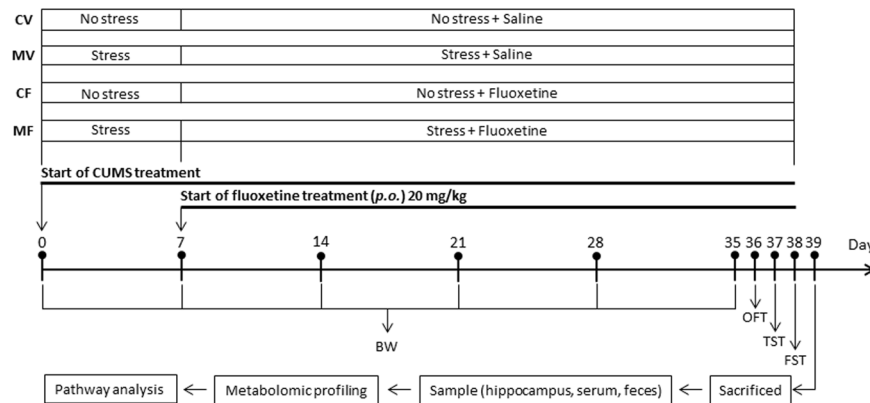 CV No stress No stress + Saline
MV Stress Stress + Saline
CF No stress No stress + Fluoxetine
MF Stress Stress + Fluoxetine
Start of CUMS treatment
Start of fluoxetine treatment (p.o.) 20 mg/kg
0 7 14 21 28 35 36 37 38 39 Day
OFT
BW
TST
FST
Pathway analysis Metabolomic profiling Sample (hippocampus, serum, feces) Sacrificed